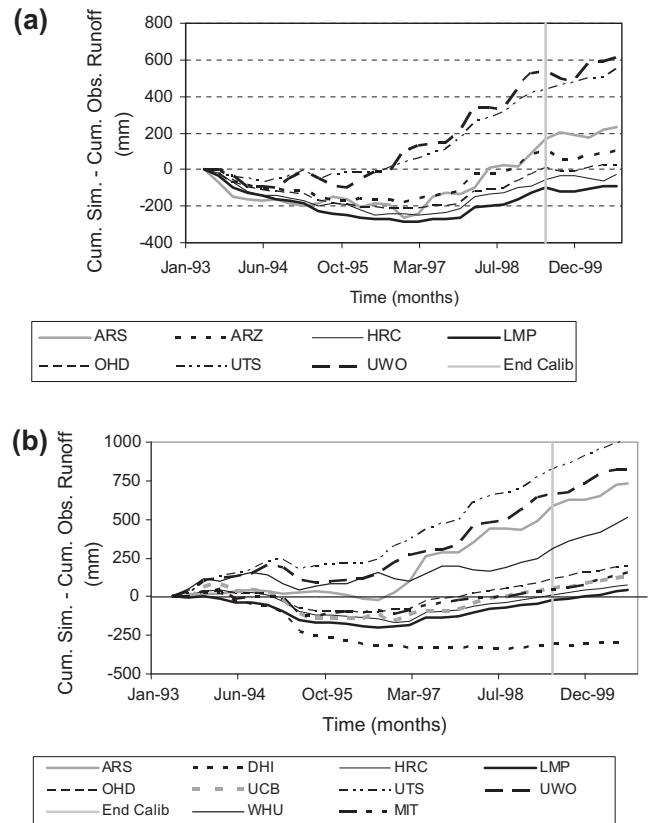 (a)
Cum. Sim. - Cum. Obs. Runoff
(mm)
800
600
400
200
0
-200
-400
Jan-93 Jun-94 Oct-95 Mar-97 Jul-98 Dec-99
Time (months)
ARS ARZ HRC LMP
OHD UTS UWO End Calib
(b)
Cum. Sim. - Cum. Obs. Runoff
(mm)
1000
750
500
250
0
-250
-500
Jan-93 Jun-94 Oct-95 Mar-97 Jul-98 Dec-99
Time (months)
ARS DHI HRC LMP
OHD UCB UTS UWO
End Calib WHU MIT